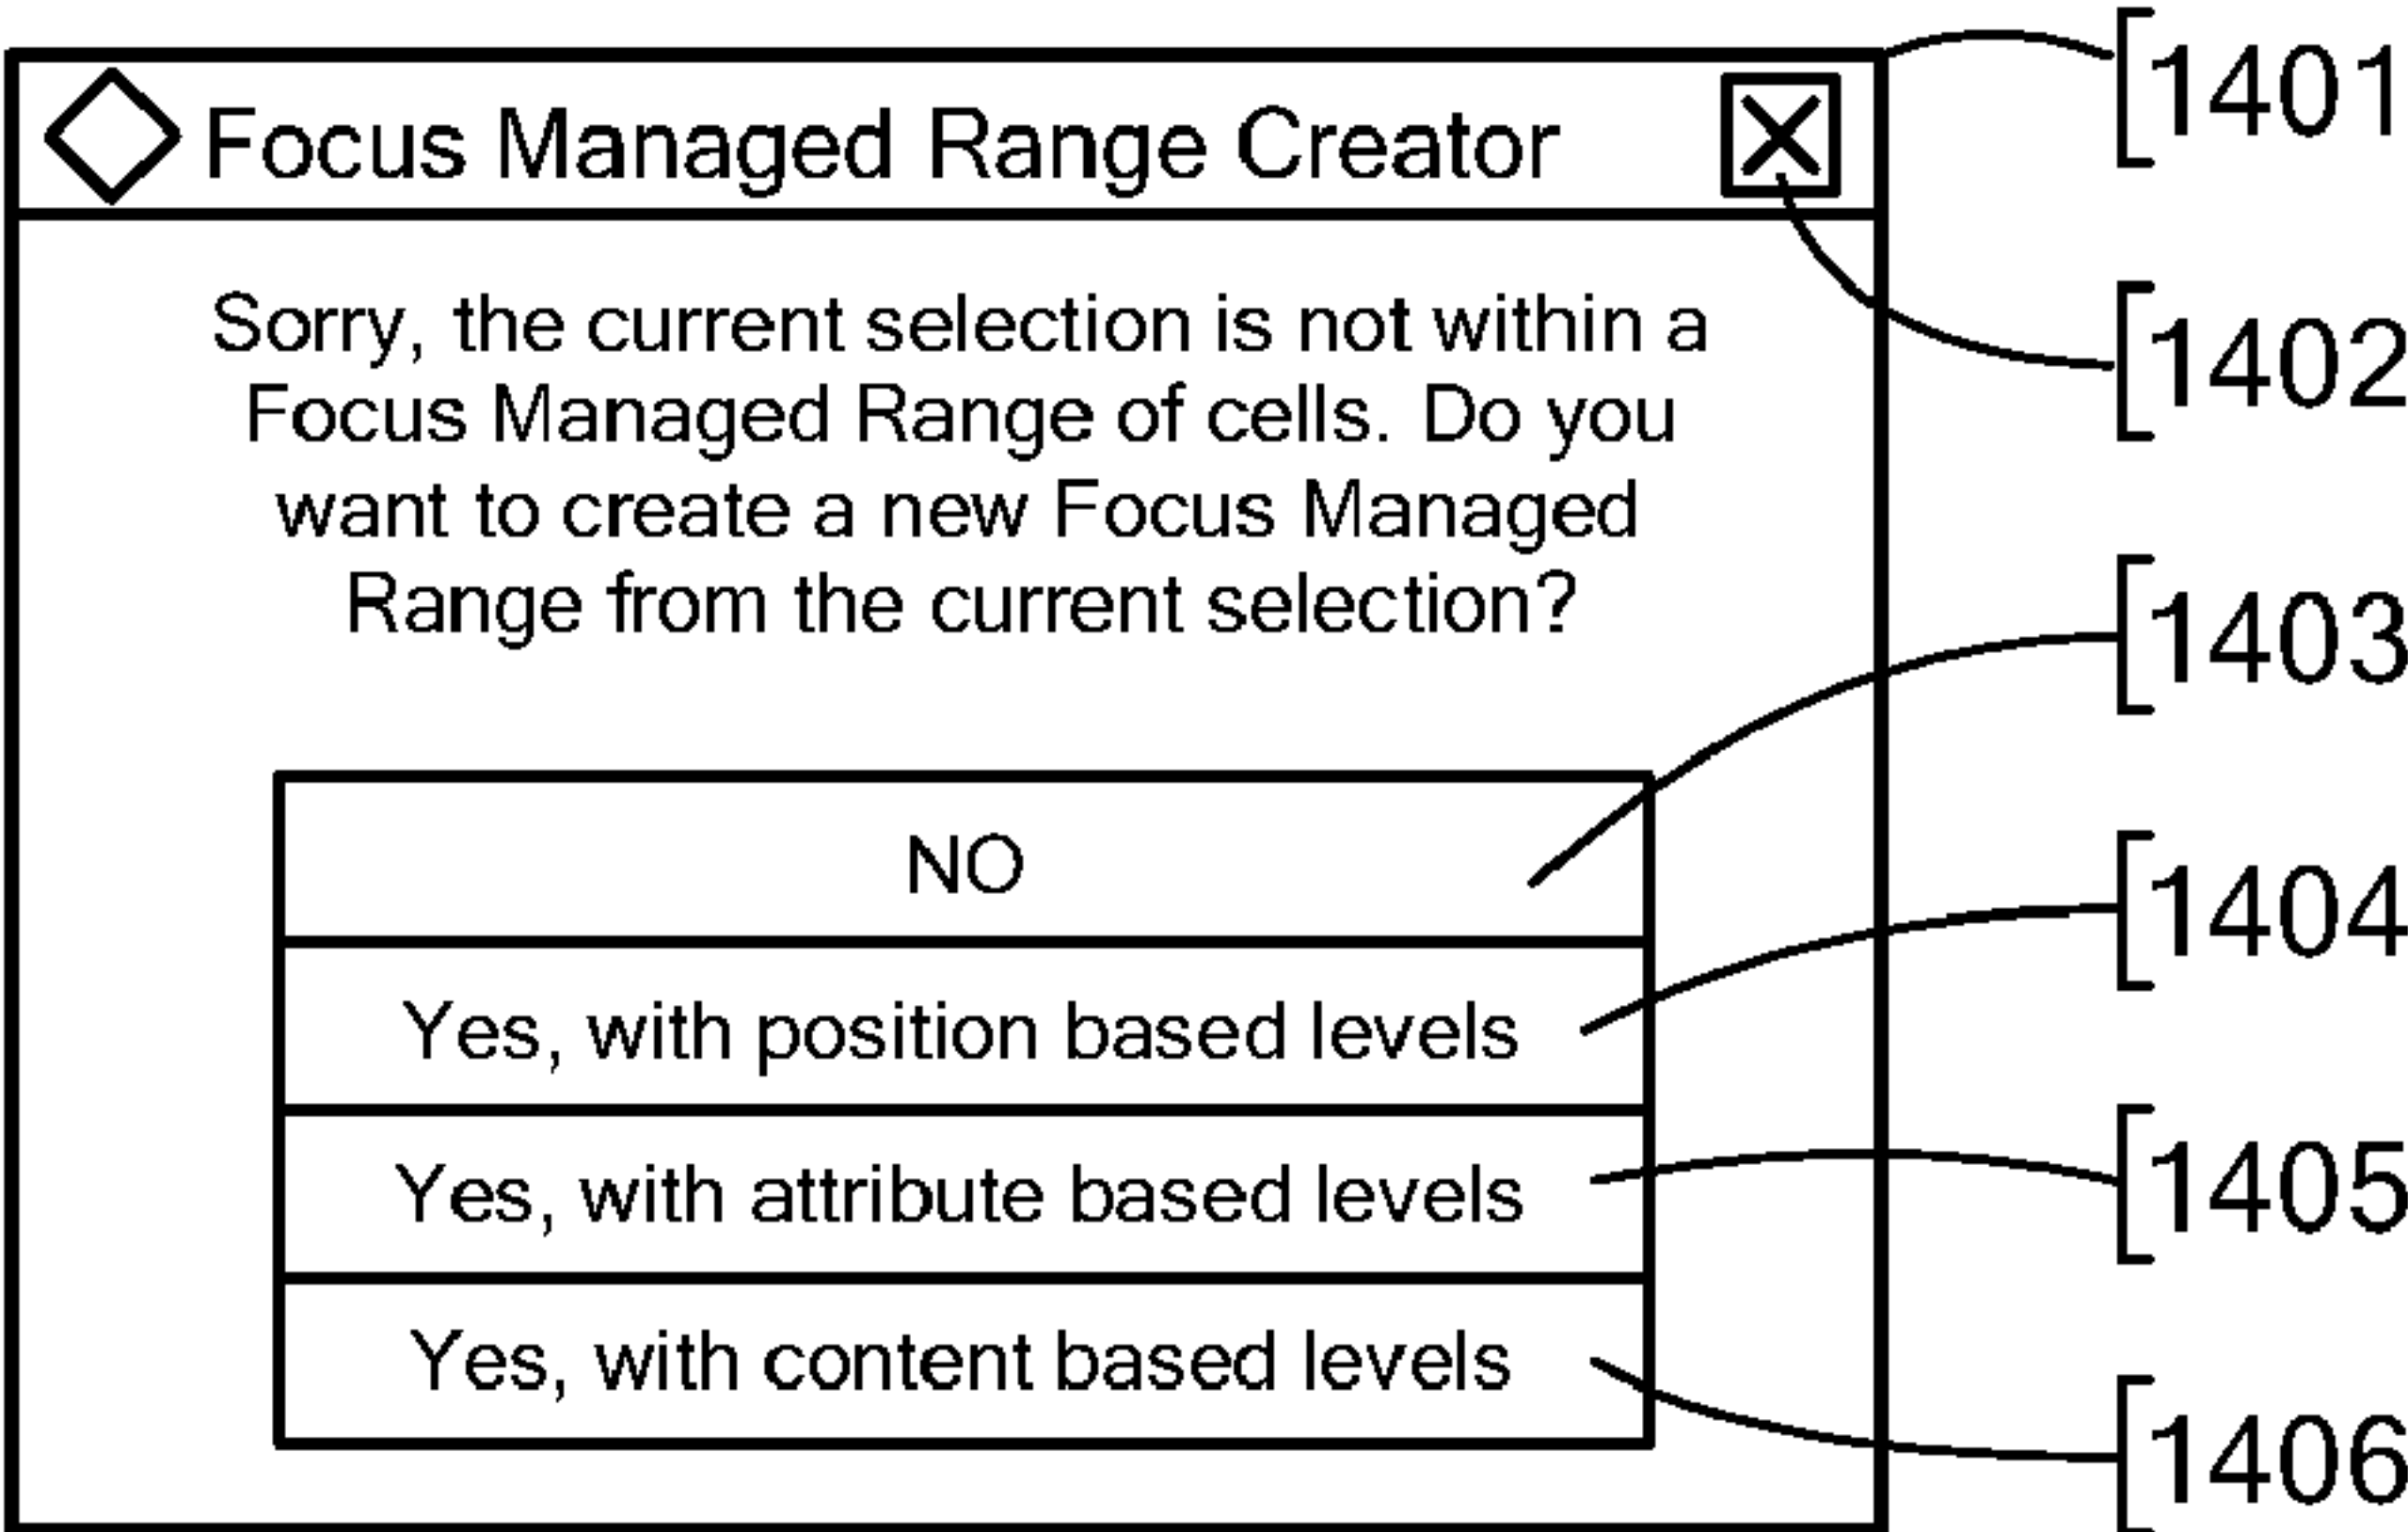 Focus Managed Range Creator
Sorry, the current selection is not within a
Focus Managed Range of cells. Do you
want to create a new Focus Managed
Range from the current selection?
NO
Yes, with position based levels
Yes, with attribute based levels
Yes, with content based levels
1401
1402
1403
1404
1405
1406